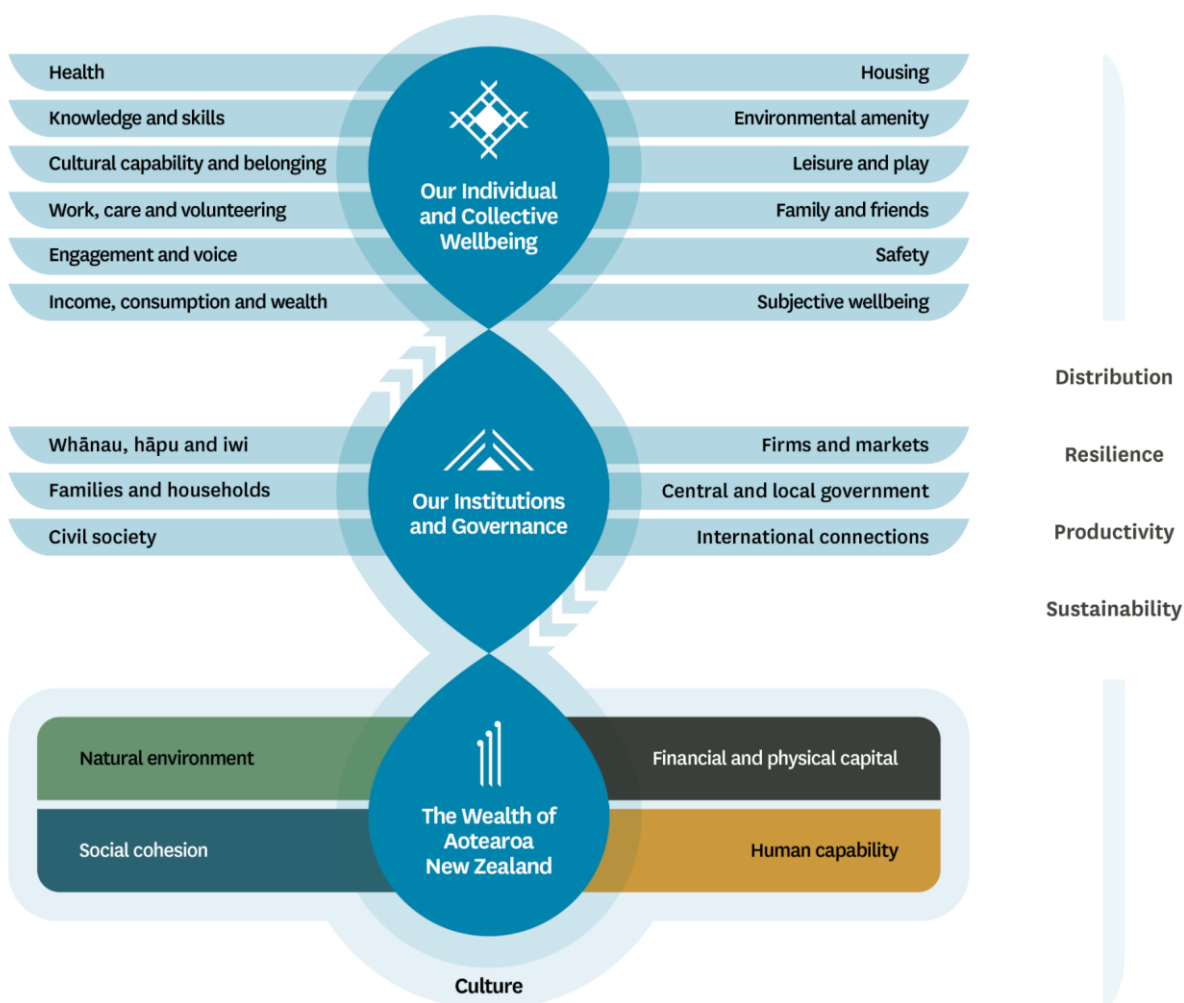 Health
Knowledge and skills
Cultural capability and belonging
Work, care and volunteering
Engagement and voice
Income, consumption and wealth
Our Individual
and Collective
Wellbeing
Housing
Environmental amenity
Leisure and play
Family and friends
Safety
Subjective wellbeing
Whānau, hāpu and iwi
Families and households
Civil society
Our Institutions
and Governance
Firms and markets
Central and local government
International connections
Natural environment
Social cohesion
The Wealth of
Aotearoa
New Zealand
Financial and physical capital
Human capability
Culture
Distribution
Resilience
Productivity
Sustainability